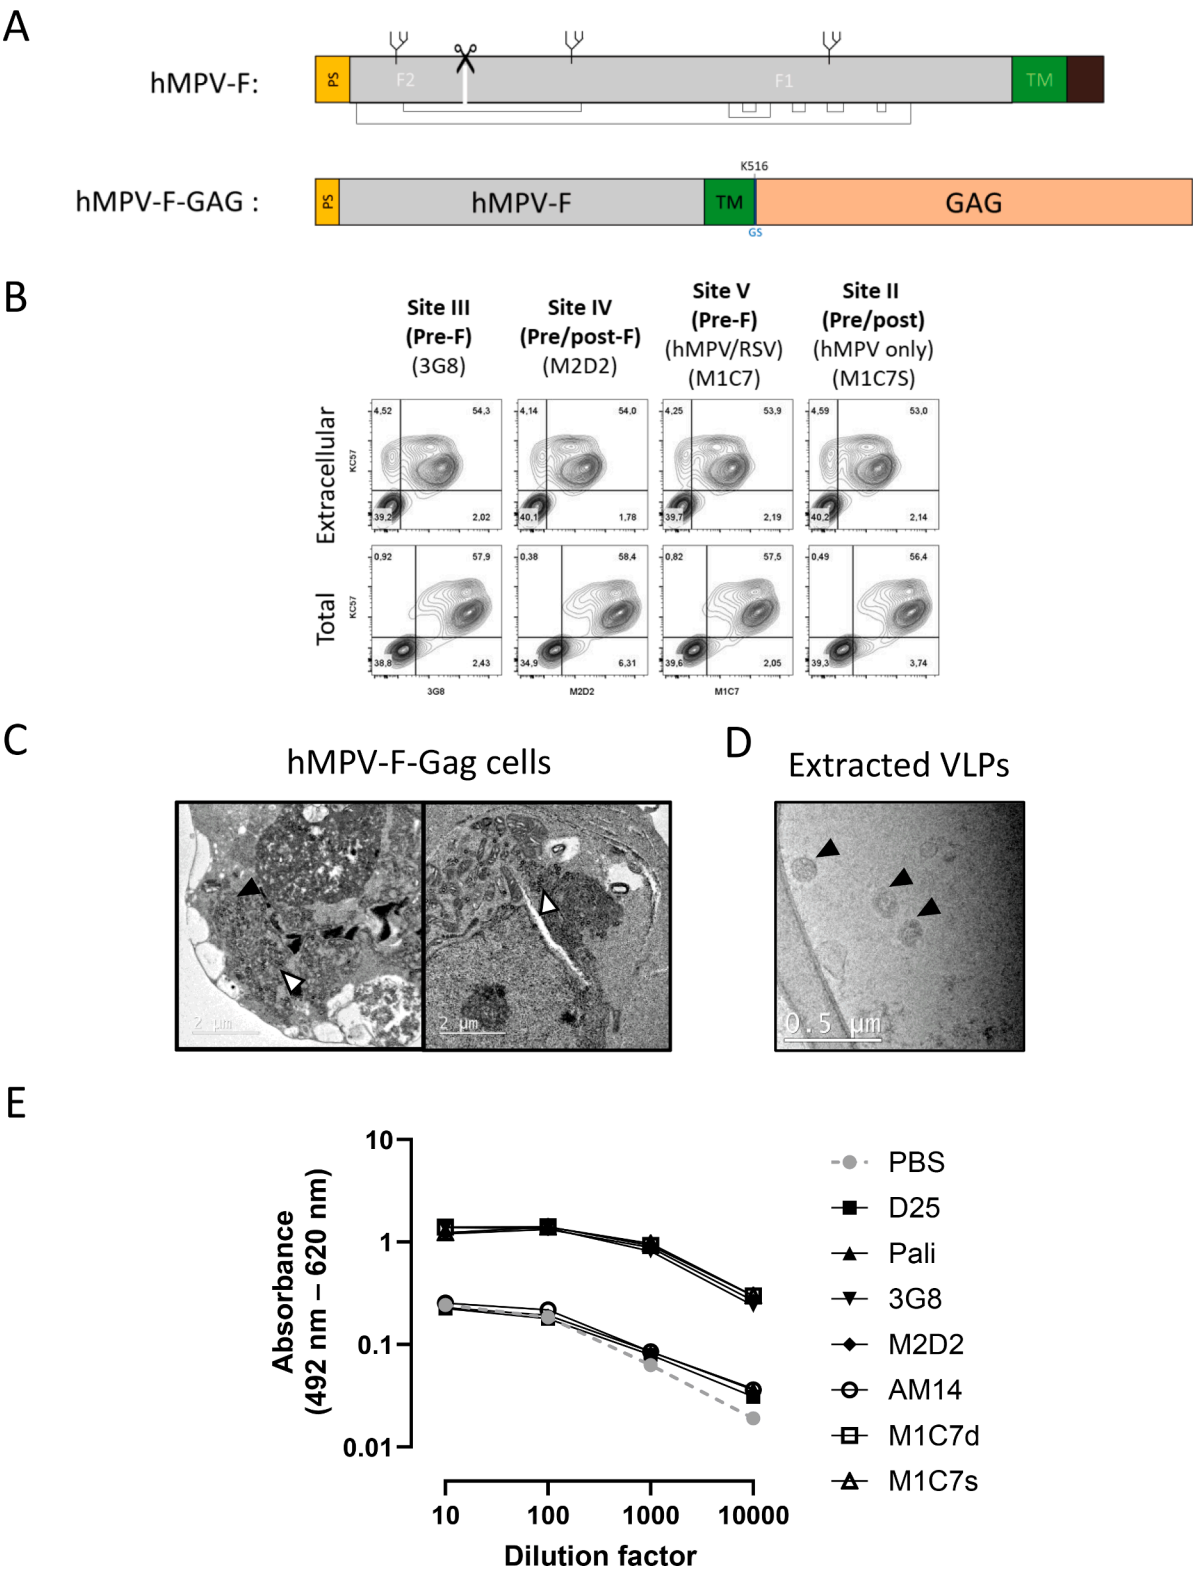 A
hMPV-F:
PS
F2
F1
TM
K516
hMPV-F-GAG :
PS
hMPV-F
TM
GAG
GS
B
Site III
(Pre-F)
(3G8)
Site IV
(Pre/post-F)
(M2D2)
Site V
(Pre-F)
(hMPV/RSV)
(M1C7)
Site II
(Pre/post)
(hMPV only)
(M1C7S)
Extracellular
KC57
4,52 54,3
39,2 2,02
4,14 54,0
40,1 1,78
4,25 53,9
39,7 2,19
4,59 53,0
40,2 2,14
Total
KC57
0,92 57,9
38,8 2,43
0,38 58,4
34,9 6,31
0,82 57,5
39,6 2,05
0,49 56,4
39,3 3,74
3G8
M2D2
M1C7
C
hMPV-F-Gag cells
2 µm
2 µm
D
Extracted VLPs
0.5 µm
E
Absorbance
(492 nm – 620 nm)
10
1
0.1
0.01
10 100 1000 10000
Dilution factor
PBS
D25
Pali
3G8
M2D2
AM14
M1C7d
M1C7s